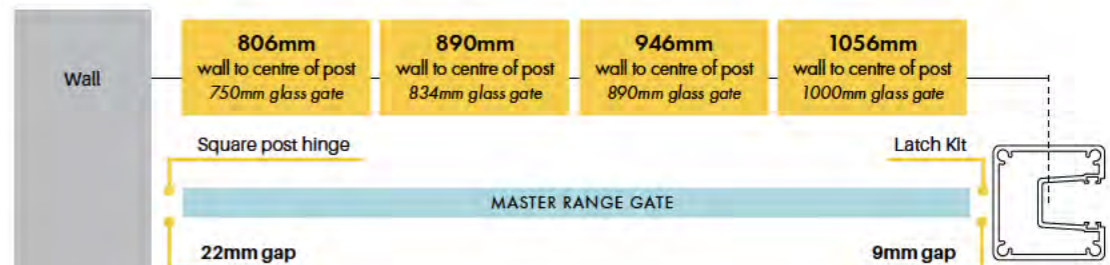 Wall
806mm
wall to centre of post
750mm glass gate
890mm
wall to centre of post
834mm glass gate
946mm
wall to centre of post
890mm glass gate
1056mm
wall to centre of post
1000mm glass gate
Square post hinge
Latch Kit
MASTER RANGE GATE
22mm gap
9mm gap